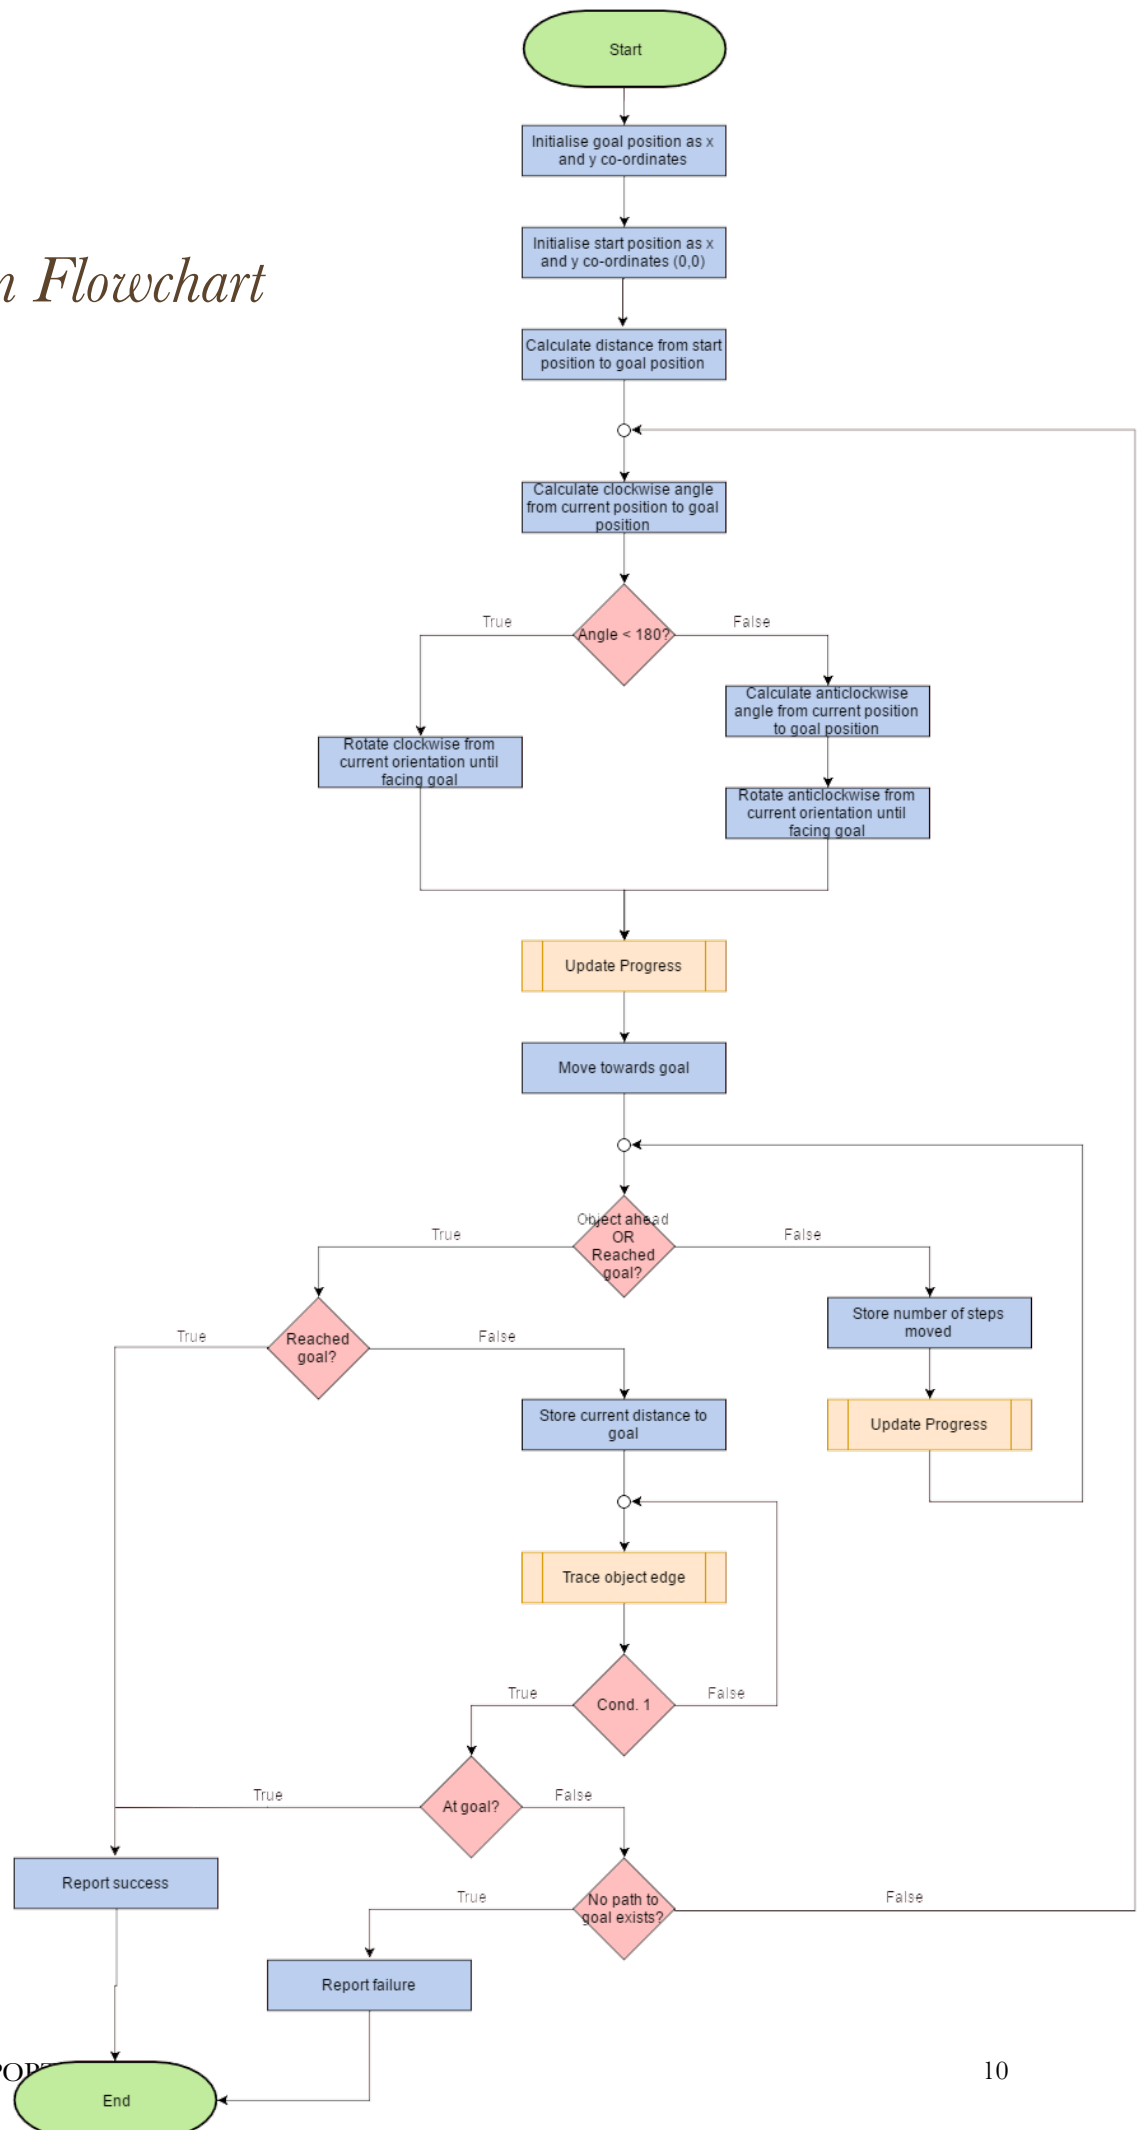 Start
Initialise goal position as x
and y co-ordinates
n Flowchart
Initialise start position as x
and y co-ordinates (0,0)
Calculate distance from start
position to goal position
Calculate clockwise angle
from current position to goal
position
True
Angle < 180?
False
Calculate anticlockwise
angle from current position
to goal position
Rotate clockwise from
current orientation until
facing goal
Rotate anticlockwise from
current orientation until
facing goal
Update Progress
Move towards goal
True
Object ahead
OR
Reached
goal?
False
Store number of steps
moved
True
Reached
goal?
False
Store current distance to
goal
Update Progress
Trace object edge
True
Cond. 1
False
True
At goal?
False
Report success
True
No path to
goal exists?
False
Report failure
10
End